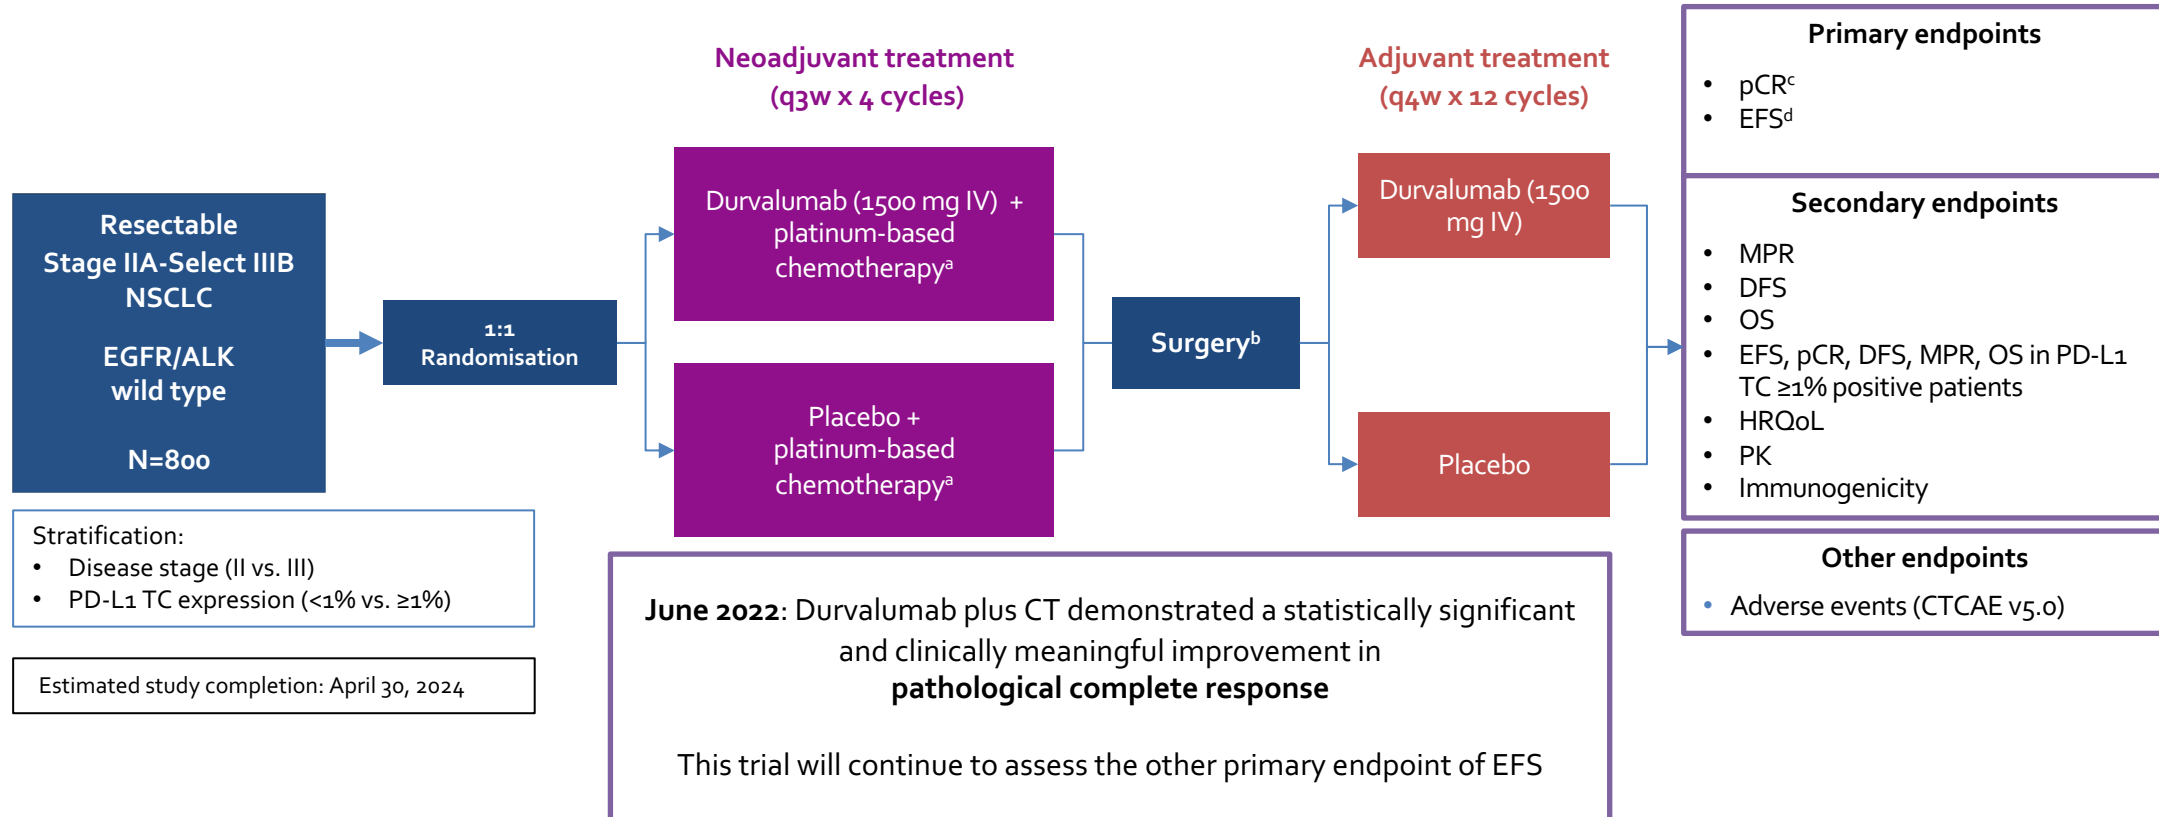 Resectable
Stage IIA-Select IIIB
NSCLC
EGFR/ALK
wild type
N=800
Stratification:
• Disease stage (II vs. III)
• PD-L1 TC expression (<1% vs. ≥1%)
Estimated study completion: April 30, 2024
1:1
Randomisation
Neoadjuvant treatment
(q3w x 4 cycles)
Durvalumab (1500 mg IV) +
platinum-based
chemotherapyᵃ
Placebo +
platinum-based
chemotherapyᵃ
Surgeryᵇ
Adjuvant treatment
(q4w x 12 cycles)
Durvalumab (1500
mg IV)
Placebo
June 2022: Durvalumab plus CT demonstrated a statistically significant
and clinically meaningful improvement in
pathological complete response
This trial will continue to assess the other primary endpoint of EFS
Primary endpoints
• pCRᶜ
• EFSᵈ
Secondary endpoints
• MPR
• DFS
• OS
• EFS, pCR, DFS, MPR, OS in PD-L1
TC ≥1% positive patients
• HRQoL
• PK
• Immunogenicity
Other endpoints
• Adverse events (CTCAE v5.0)